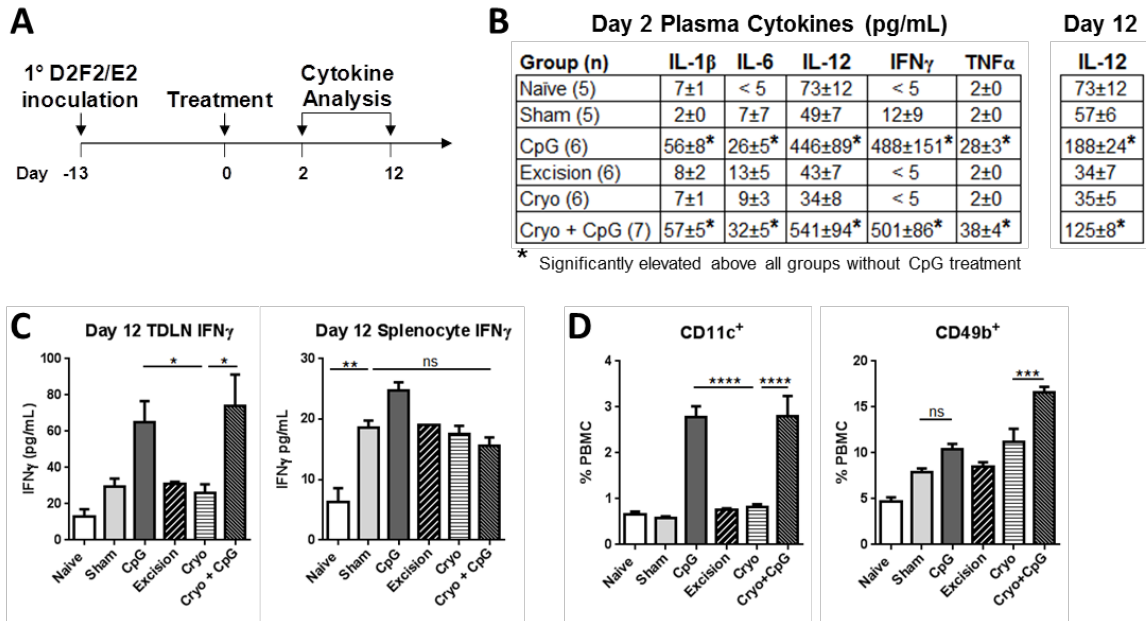 A
1° D2F2/E2 inoculation
Treatment
Cytokine Analysis
Day -13 0 2 12
B
Day 2 Plasma Cytokines (pg/mL) Day 12
Group (n) IL-1β IL-6 IL-12 IFNγ TNFα IL-12
Naïve (5) 7±1 < 5 73±12 < 5 2±0 73±12
Sham (5) 2±0 7±7 49±7 12±9 2±0 57±6
CpG (6) 56±8* 26±5* 446±89* 488±151* 28±3* 188±24*
Excision (6) 8±2 13±5 43±7 < 5 2±0 34±7
Cryo (6) 7±1 9±3 34±8 < 5 2±0 35±5
Cryo + CpG (7) 57±5* 32±5* 541±94* 501±86* 38±4* 125±8*
* Significantly elevated above all groups without CpG treatment
C
Day 12 TDLN IFNγ
IFNγ (pg/mL)
100
80
60
40
20
0
* *
Naive Sham CpG Excision Cryo Cryo + CpG
Day 12 Splenocyte IFNγ
IFNγ pg/mL
30
20
10
0
** ns
Naive Sham CpG Excision Cryo Cryo + CpG
D
CD11c+
% PBMC
4
3
2
1
0
**** ****
Naive Sham CpG Excision Cryo Cryo+CpG
CD49b+
% PBMC
20
15
10
5
0
ns ***
Naive Sham CpG Excision Cryo Cryo+CpG